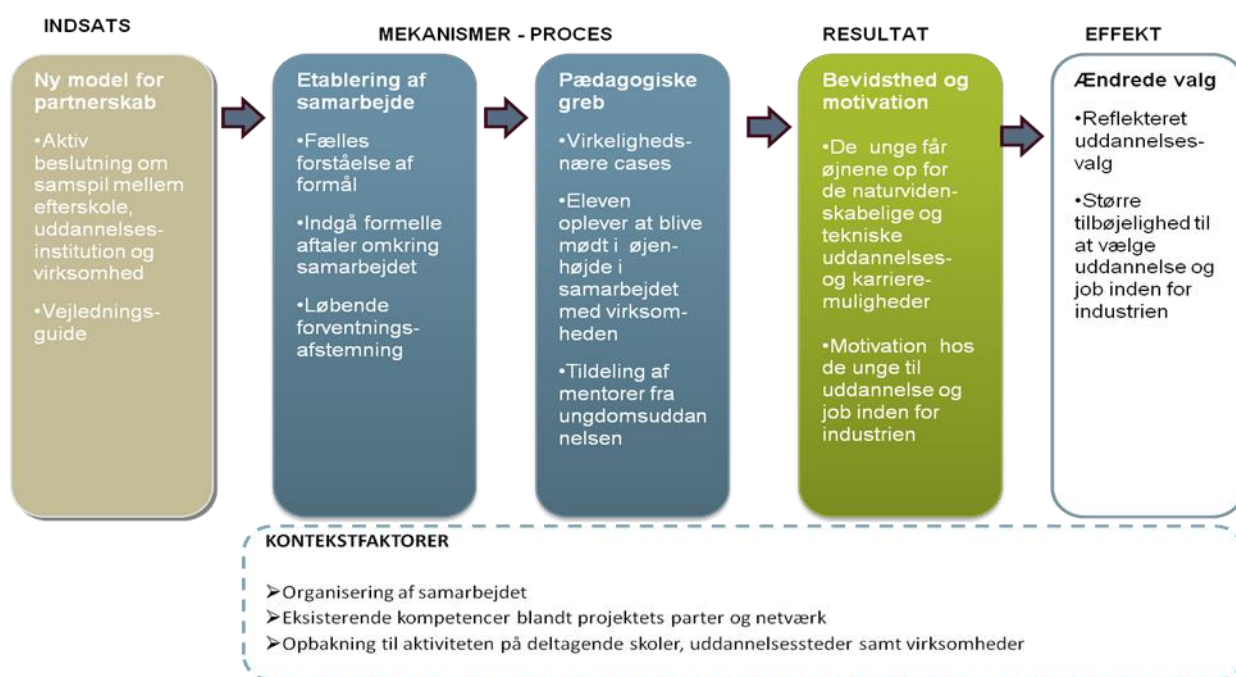 INDSATS
MEKANISMER - PROCES
RESULTAT
EFFEKT
Ny model for
partnerskab
•Aktiv
beslutning om
samspil mellem
efterskole,
uddannelses-
institution og
virksomhed
•Vejlednings-
guide
Etablering af
samarbejde
•Fælles
forståelse af
formål
•Indgå formelle
aftaler omkring
samarbejdet
•Løbende
forventnings-
afstemning
Pædagogiske
greb
•Virkeligheds-
nære cases
•Eleven
oplever at blive
mødt i øjen-
højde i
samarbejdet
med virksom-
heden
•Tildeling af
mentorer fra
ungdomsuddan
nelsen
Bevidsthed og
motivation
•De unge får
øjnene op for
de naturviden-
skabelige og
tekniske
uddannelses-
og karriere-
muligheder
•Motivation hos
de unge til
uddannelse og
job inden for
industrien
Ændrede valg
•Reflekteret
uddannelses-
valg
•Større
tilbøjelighed til
at vælge
uddannelse og
job inden for
industrien
KONTEKSTFAKTORER
➢Organisering af samarbejdet
➢Eksisterende kompetencer blandt projektets parter og netværk
➢Opbakning til aktiviteten på deltagende skoler, uddannelsessteder samt virksomheder